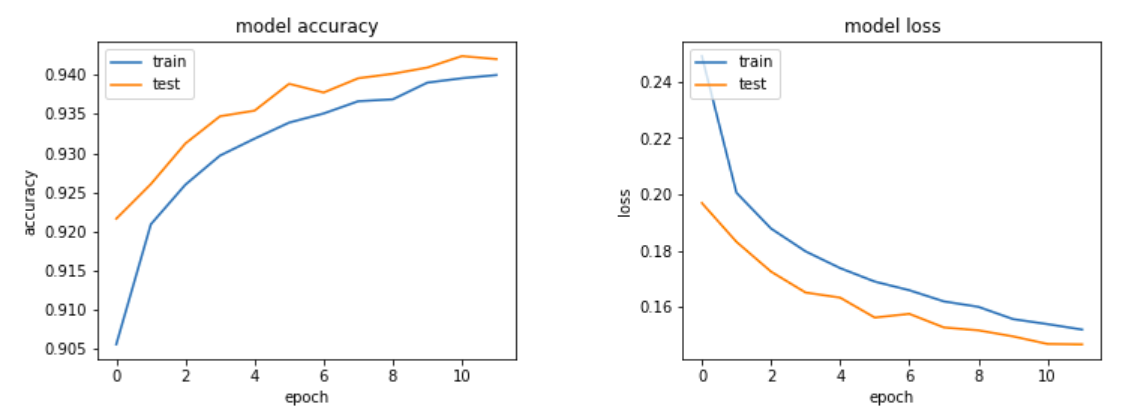 model accuracy
train
test
0.940
0.935
0.930
0.925
0.920
0.915
0.910
0.905
accuracy
0 2 4 6 8 10
epoch
model loss
train
test
0.24
0.22
0.20
0.18
0.16
loss
0 2 4 6 8 10
epoch